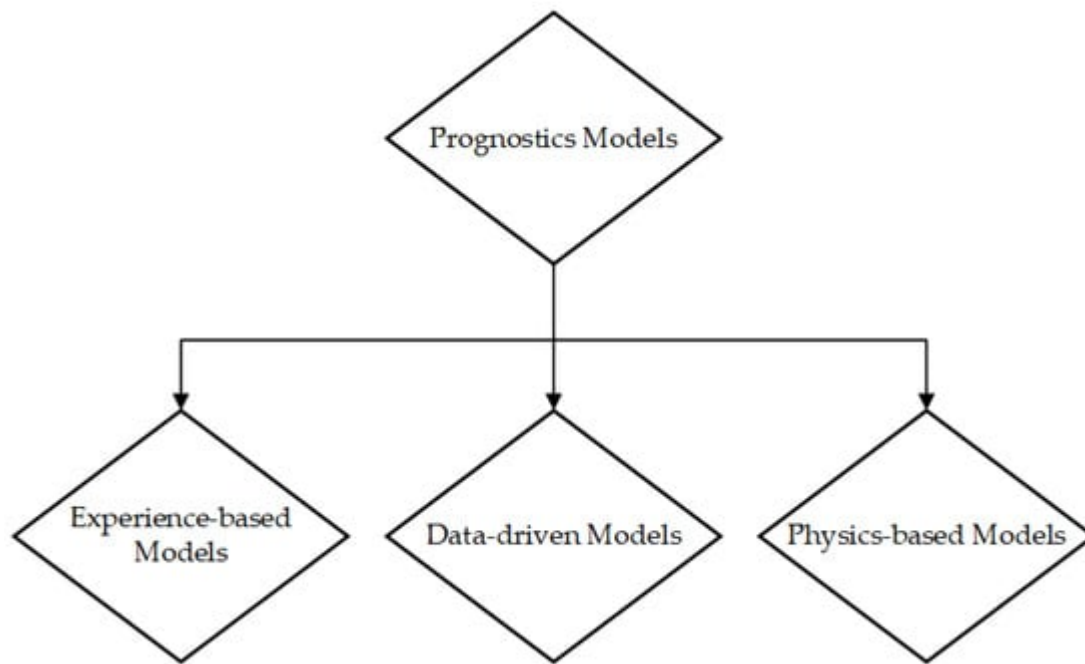 Prognostics Models
Experience-based
Models
Data-driven Models
Physics-based Models